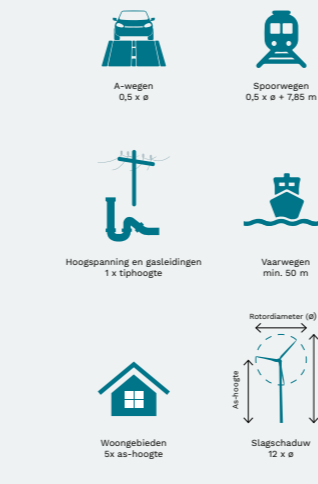 A-wegen
0,5 x ø
Spoorwegen
0,5 x ø + 7,85 m
Hoogspanning en gasleidingen
1 x tiphoogte
Vaarwegen
min. 50 m
Rotordiameter (ø)
As-hoogte
Woongebieden
5x as-hoogte
Slagschaduw
12 x ø